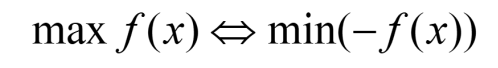 max f(x) ⇔ min(−f(x))